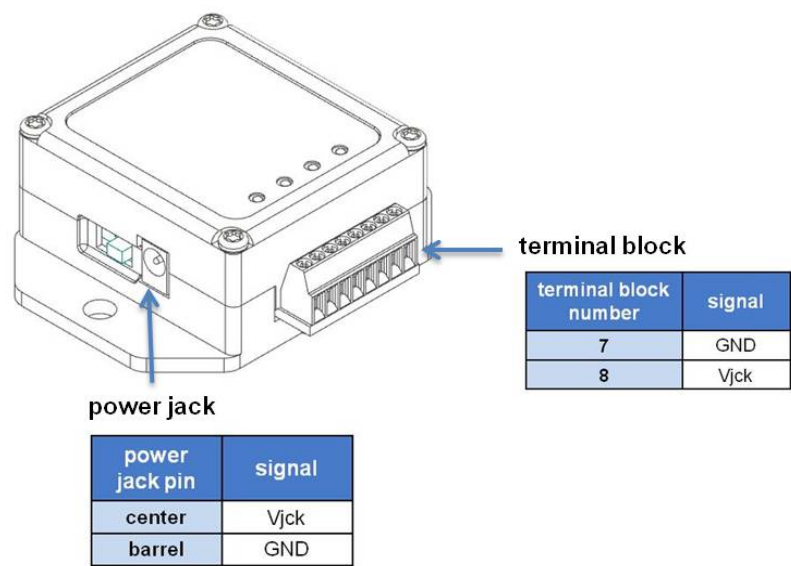 terminal block
terminal block number signal
7 GND
8 Vjck
power jack
power jack pin signal
center Vjck
barrel GND